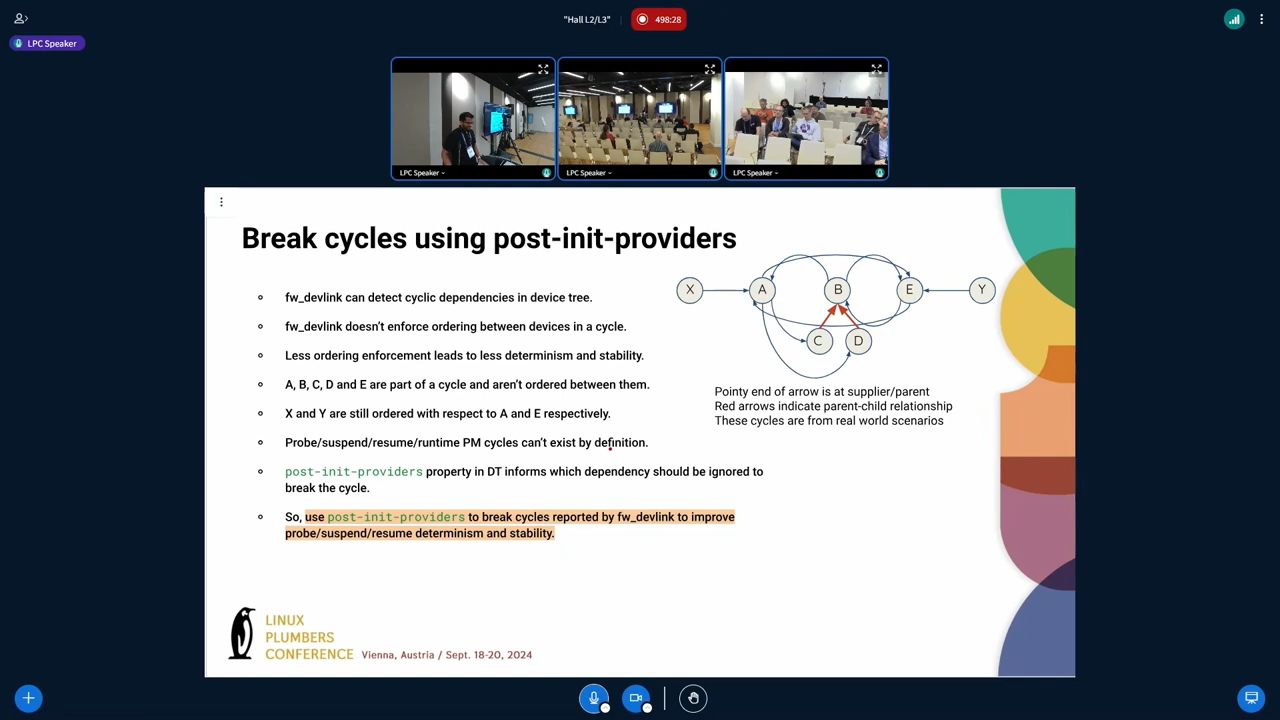 "Hall L2/L3"
498:28
LPC Speaker
LPC Speaker
LPC Speaker
LPC Speaker
Break cycles using post-init-providers
fw_devlink can detect cyclic dependencies in device tree.
fw_devlink doesn't enforce ordering between devices in a cycle.
Less ordering enforcement leads to less determinism and stability.
A, B, C, D and E are part of a cycle and aren't ordered between them.
X and Y are still ordered with respect to A and E respectively.
Probe/suspend/resume/runtime PM cycles can't exist by definition.
post-init-providers property in DT informs which dependency should be ignored to
break the cycle.
So, use post-init-providers to break cycles reported by fw_devlink to improve
probe/suspend/resume determinism and stability.
X A B E Y
C D
Pointy end of arrow is at supplier/parent
Red arrows indicate parent-child relationship
These cycles are from real world scenarios
LINUX
PLUMBERS
CONFERENCE Vienna, Austria / Sept. 18-20, 2024